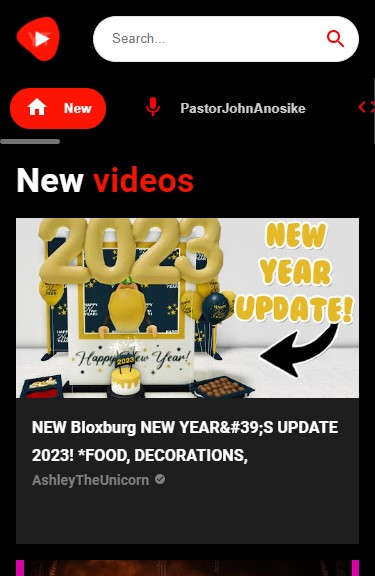 Search...
New
PastorJohnAnosike
New videos
2023
NEW
YEAR
UPDATE!
Happy New Year!
2023
NEW Bloxburg NEW YEAR&#39;S UPDATE
2023! *FOOD, DECORATIONS,
AshleyTheUnicorn